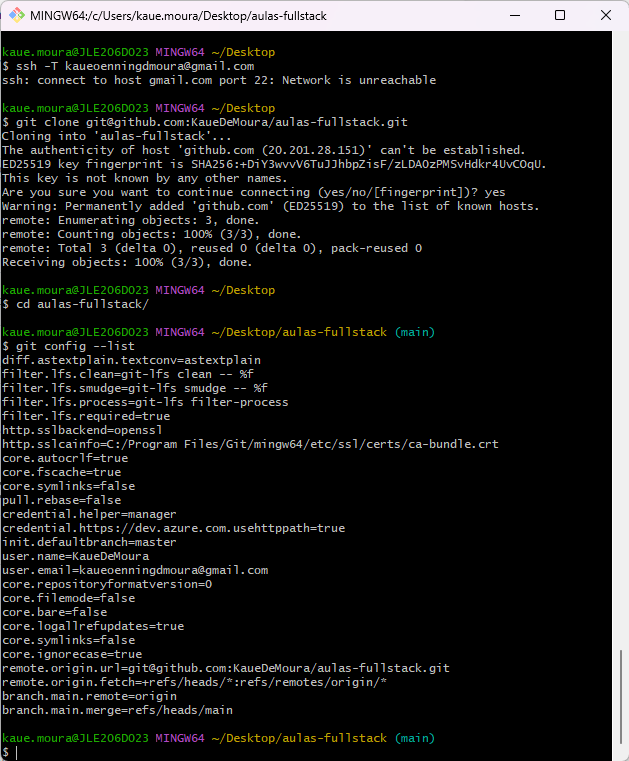 MINGW64:/c/Users/kaue.moura/Desktop/aulas-fullstack
kaue.moura@JLE206D023 MINGW64 ~/Desktop
$ ssh -T kaueoenningdmoura@gmail.com
ssh: connect to host gmail.com port 22: Network is unreachable
kaue.moura@JLE206D023 MINGW64 ~/Desktop
$ git clone git@github.com:KaueDeMoura/aulas-fullstack.git
Cloning into 'aulas-fullstack'...
The authenticity of host 'github.com (20.201.28.151)' can't be established.
ED25519 key fingerprint is SHA256:+DiY3wvvV6TuJJhbpZisF/zLDA0zPMSvHdkr4UvCOqU.
This key is not known by any other names.
Are you sure you want to continue connecting (yes/no/[fingerprint])? yes
Warning: Permanently added 'github.com' (ED25519) to the list of known hosts.
remote: Enumerating objects: 3, done.
remote: Counting objects: 100% (3/3), done.
remote: Total 3 (delta 0), reused 0 (delta 0), pack-reused 0
Receiving objects: 100% (3/3), done.
kaue.moura@JLE206D023 MINGW64 ~/Desktop
$ cd aulas-fullstack/
kaue.moura@JLE206D023 MINGW64 ~/Desktop/aulas-fullstack (main)
$ git config --list
diff.astextplain.textconv=astextplain
filter.lfs.clean=git-lfs clean -- %f
filter.lfs.smudge=git-lfs smudge -- %f
filter.lfs.process=git-lfs filter-process
filter.lfs.required=true
http.sslbackend=openssl
http.sslcainfo=C:/Program Files/Git/mingw64/etc/ssl/certs/ca-bundle.crt
core.autocrlf=true
core.fscache=true
core.symlinks=false
pull.rebase=false
credential.helper=manager
credential.https://dev.azure.com.usehttppath=true
init.defaultbranch=master
user.name=KaueDeMoura
user.email=kaueoenningdmoura@gmail.com
core.repositoryformatversion=0
core.filemode=false
core.bare=false
core.logallrefupdates=true
core.symlinks=false
core.ignorecase=true
remote.origin.url=git@github.com:KaueDeMoura/aulas-fullstack.git
remote.origin.fetch=+refs/heads/*:refs/remotes/origin/*
branch.main.remote=origin
branch.main.merge=refs/heads/main
kaue.moura@JLE206D023 MINGW64 ~/Desktop/aulas-fullstack (main)
$